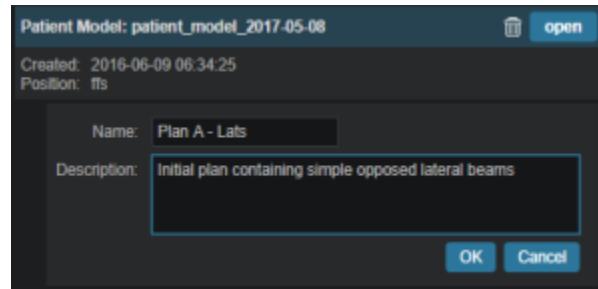 Patient Model: patient_model_2017-05-08 open
Created: 2016-06-09 06:34:25
Position: ffs
Name: Plan A - Lats
Description: Initial plan containing simple opposed lateral beams
OK Cancel